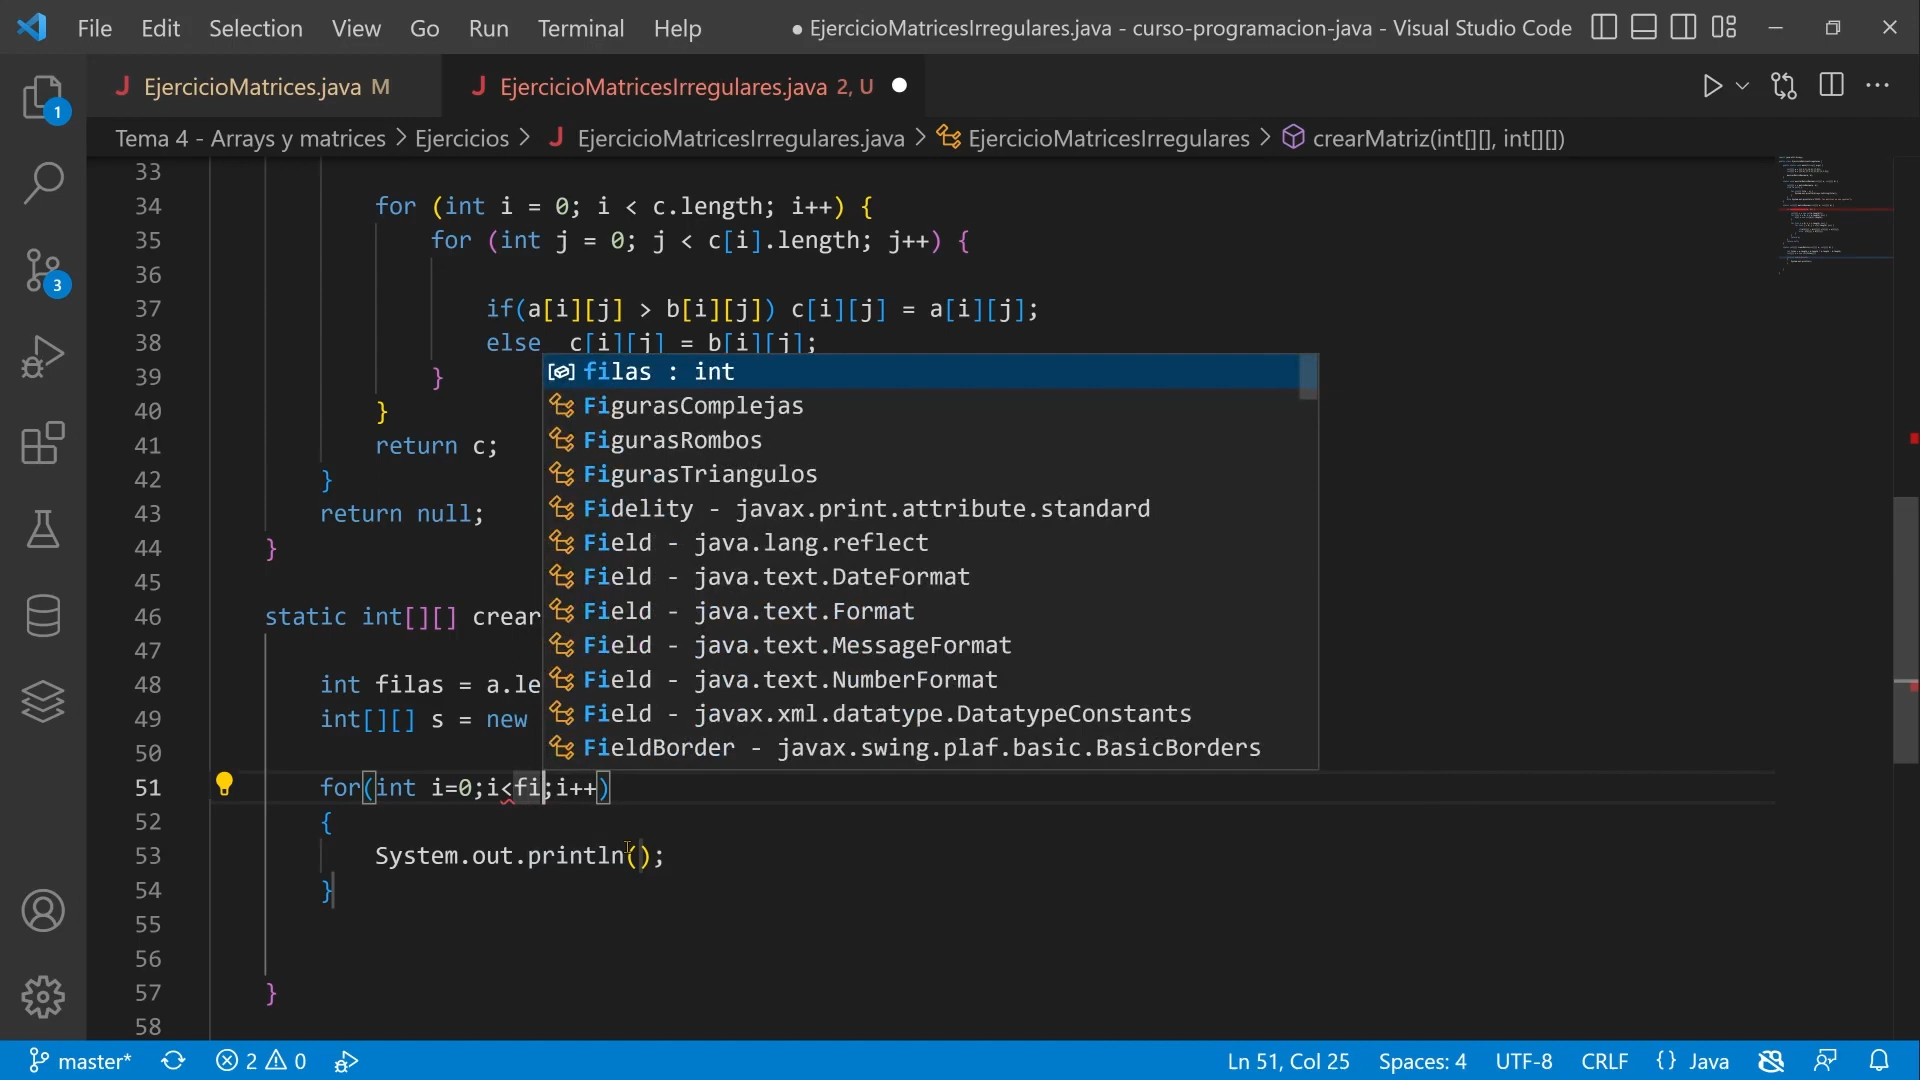 File Edit Selection View Go Run Terminal Help ● EjercicioMatricesIrregulares.java - curso-programacion-java - Visual Studio Code
J EjercicioMatrices.java M J EjercicioMatricesIrregulares.java 2, U
Tema 4 - Arrays y matrices > Ejercicios > J EjercicioMatricesIrregulares.java > EjercicioMatricesIrregulares > crearMatriz(int[][], int[][])
1
3
33
34 for (int i = 0; i < c.length; i++) {
35 for (int j = 0; j < c[i].length; j++) {
36
37 if(a[i][j] > b[i][j]) c[i][j] = a[i][j];
38 else c[i][j] = b[i][j];
39 }
40 }
41 return c;
42 }
43 return null;
44 }
45
46 static int[][] crear
47
48 int filas = a.le
49 int[][] s = new
50
51 for(int i=0;i<fi;i++)
52 {
53 System.out.println();
54 }
55
56
57 }
58
filas : int
FigurasComplejas
FigurasRombos
FigurasTriangulos
Fidelity - javax.print.attribute.standard
Field - java.lang.reflect
Field - java.text.DateFormat
Field - java.text.Format
Field - java.text.MessageFormat
Field - java.text.NumberFormat
Field - javax.xml.datatype.DatatypeConstants
FieldBorder - javax.swing.plaf.basic.BasicBorders
master* 2 0 Ln 51, Col 25 Spaces: 4 UTF-8 CRLF {} Java